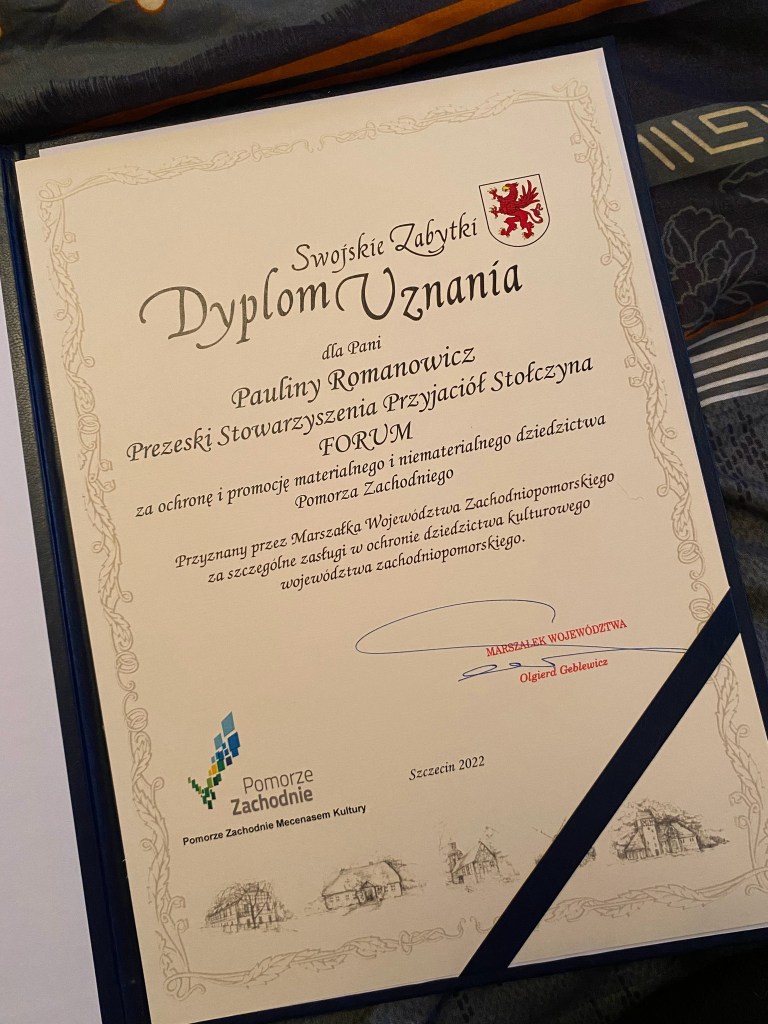 Swojskie Zabytki
Dyplom Uznania
dla Pani
Pauliny Romanowicz
Prezeski Stowarzyszenia Przyjaciół Stołczyna
FORUM
za ochronę i promocję materialnego i niematerialnego dziedzictwa
Pomorza Zachodniego
Przyznany przez Marszałka Województwa Zachodniopomorskiego
za szczególne zasługi w ochronie dziedzictwa kulturowego
województwa zachodniopomorskiego.
MARSZAŁEK WOJEWÓDZTWA
Olgierd Geblewicz
Szczecin 2022
Pomorze
Zachodnie
Pomorze Zachodnie Mecenasem Kultury